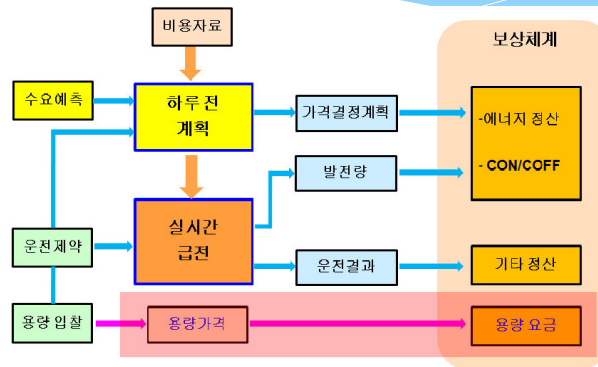 비용자료
보상체계
수요예측
하루 전
계획
가격결정계획
-에너지 정산
- CON/COFF
발전량
운전제약
실시간
급전
운전결과
기타 정산
용량 입찰
용량가격
용량 요금